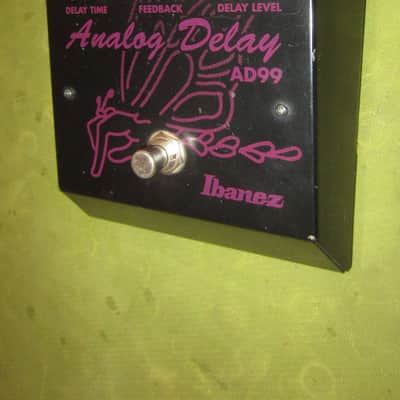 DELAY TIME FEEDBACK DELAY LEVEL
Analog Delay
AD99
Ibanez